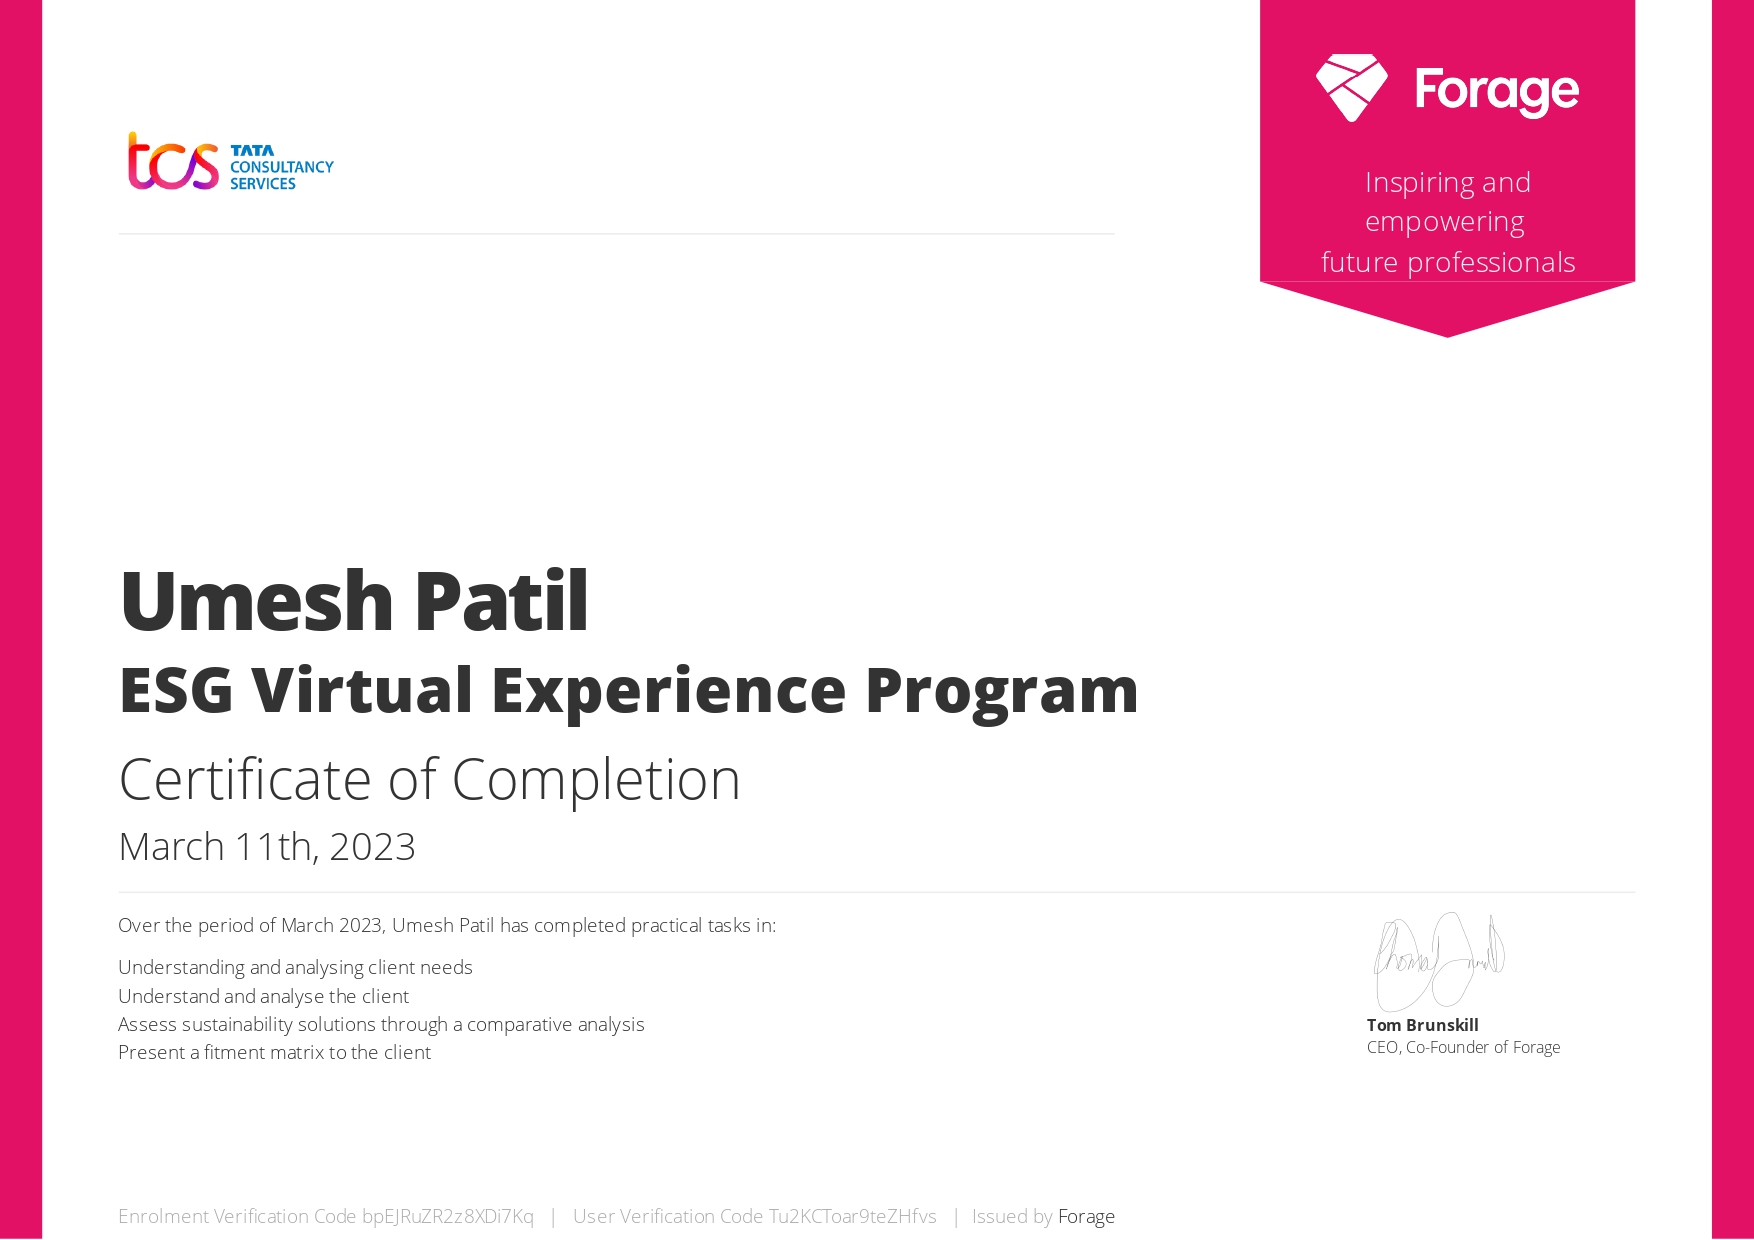 tcs TATA
CONSULTANCY
SERVICES
Forage
Inspiring and
empowering
future professionals
Umesh Patil
ESG Virtual Experience Program
Certificate of Completion
March 11th, 2023
Over the period of March 2023, Umesh Patil has completed practical tasks in:
Understanding and analysing client needs
Understand and analyse the client
Assess sustainability solutions through a comparative analysis
Present a fitment matrix to the client
Tom Brunskill
CEO, Co-Founder of Forage
Enrolment Verification Code bpEJRuZR2z8XDi7Kq | User Verification Code Tu2KCToar9teZHfvs | Issued by Forage